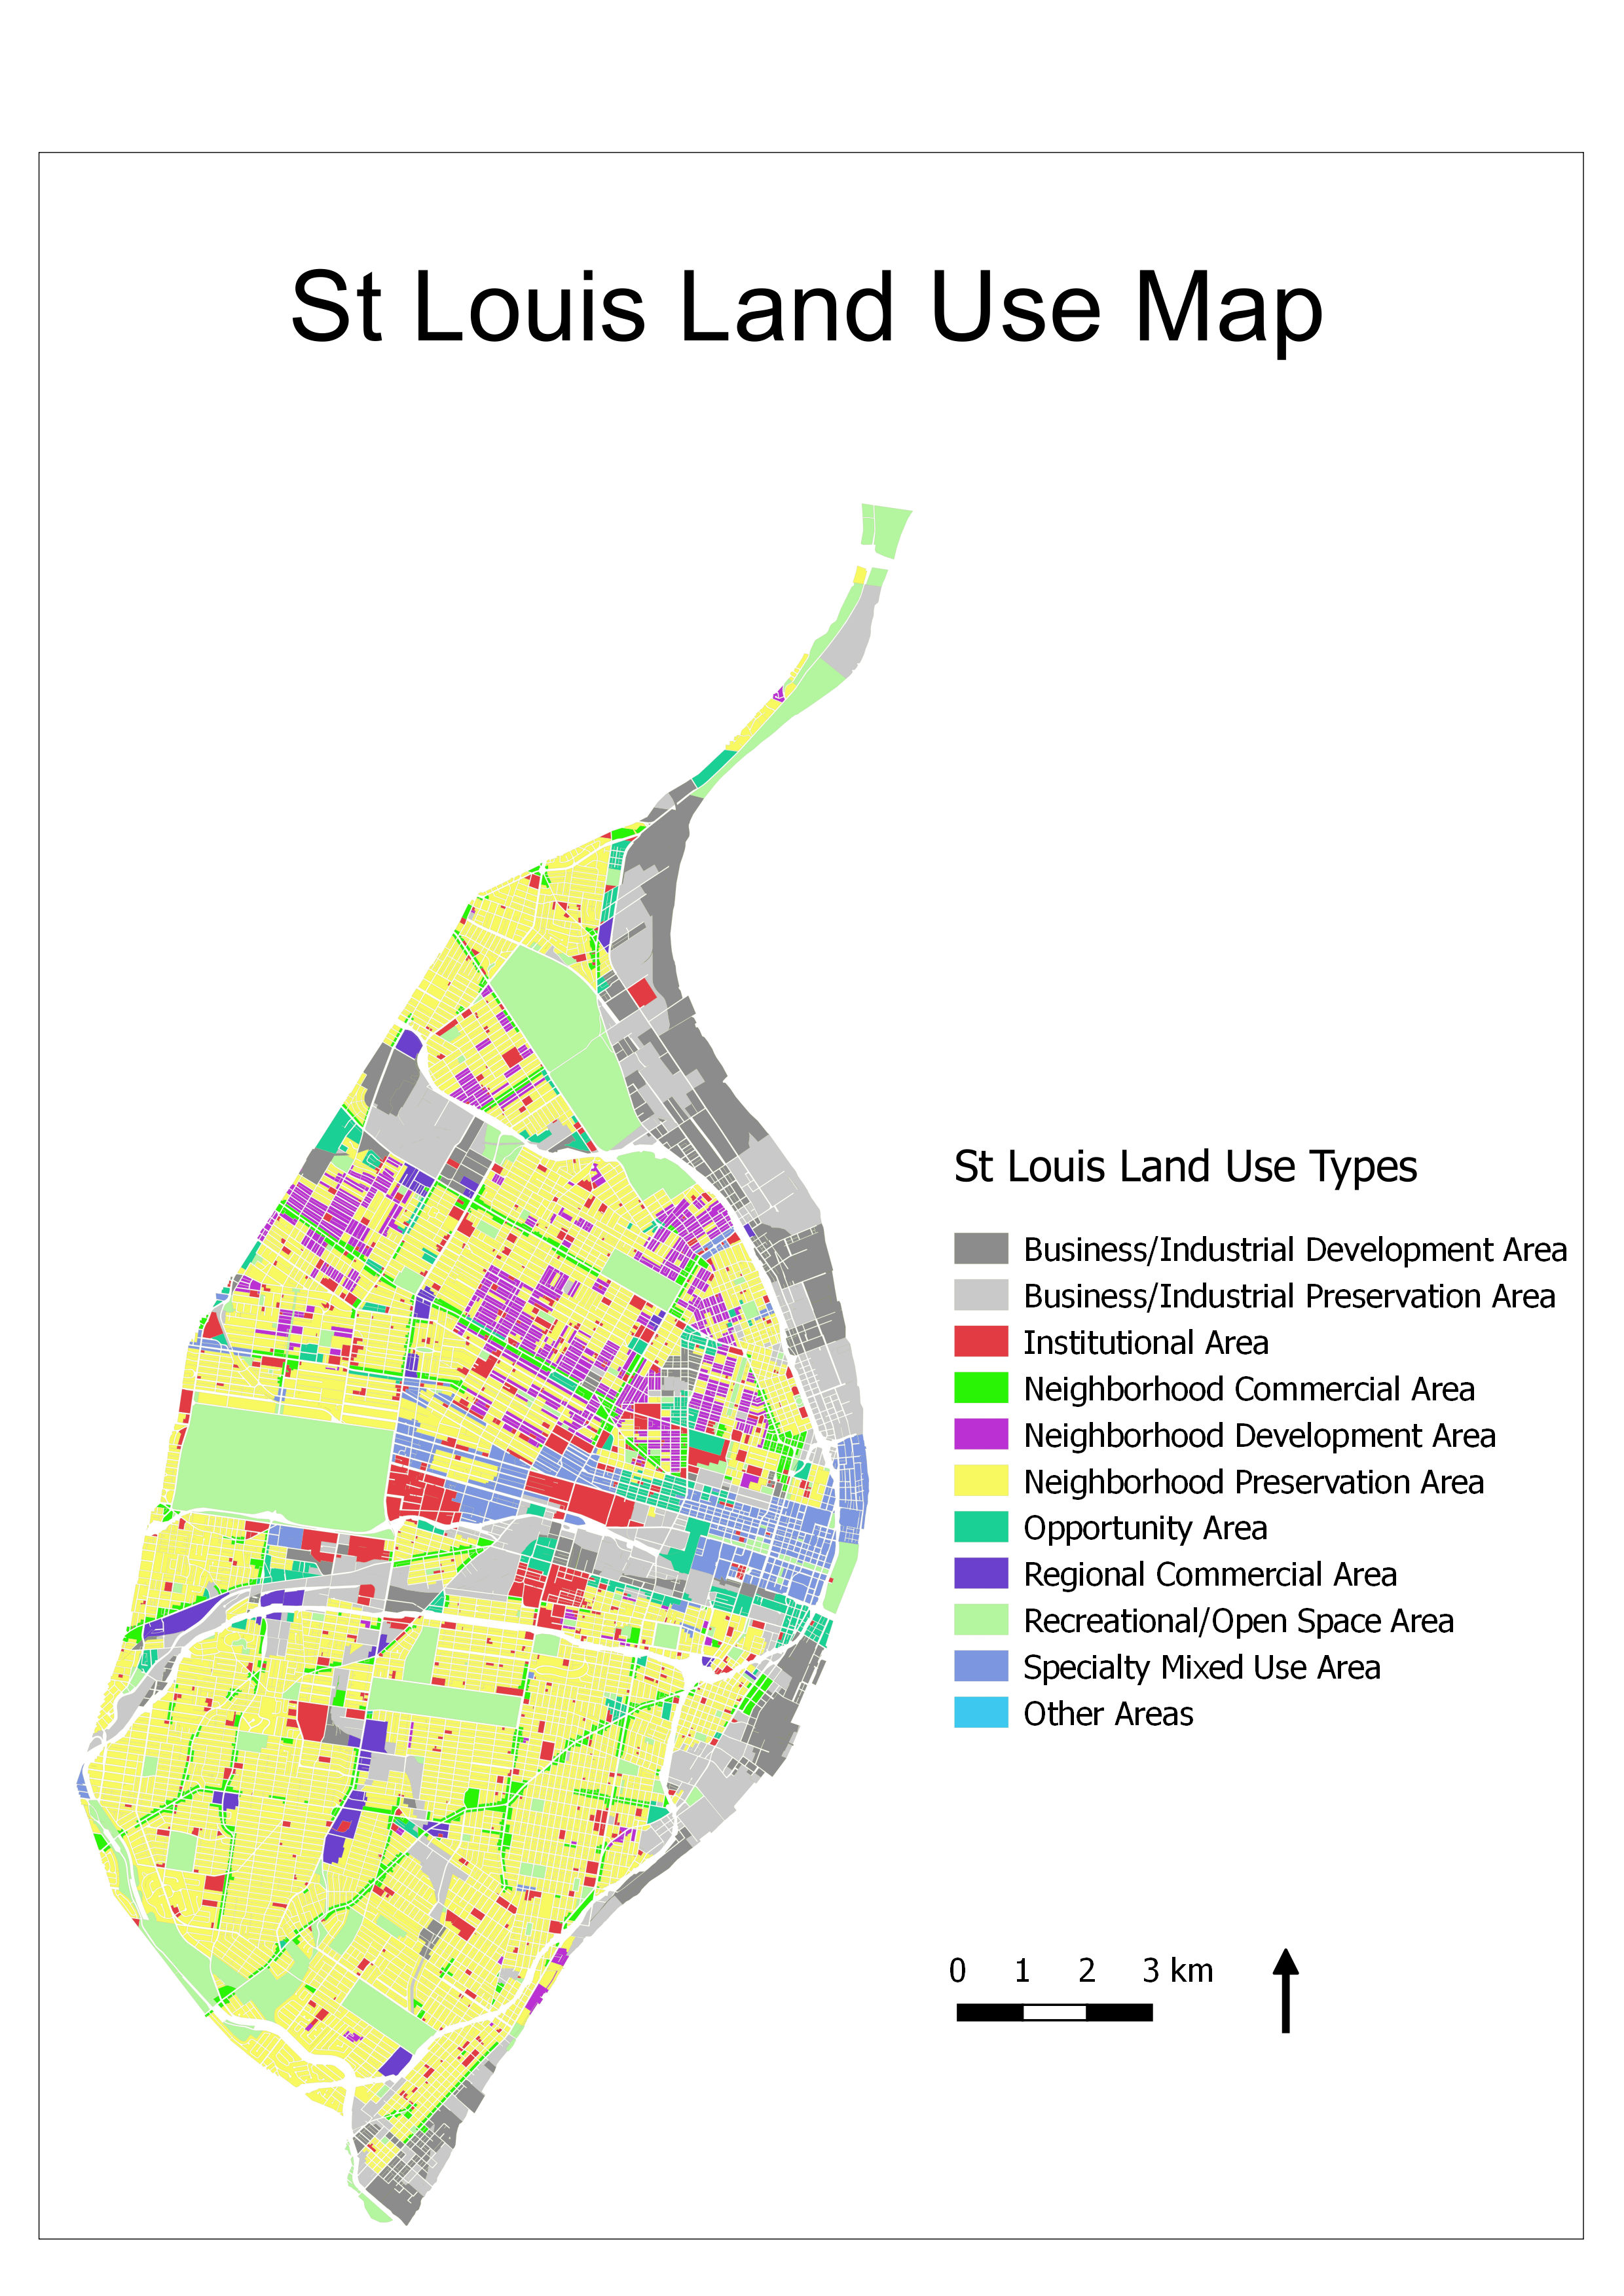 St Louis Land Use Map
St Louis Land Use Types
Business/Industrial Development Area
Business/Industrial Preservation Area
Institutional Area
Neighborhood Commercial Area
Neighborhood Development Area
Neighborhood Preservation Area
Opportunity Area
Regional Commercial Area
Recreational/Open Space Area
Specialty Mixed Use Area
Other Areas
0 1 2 3 km